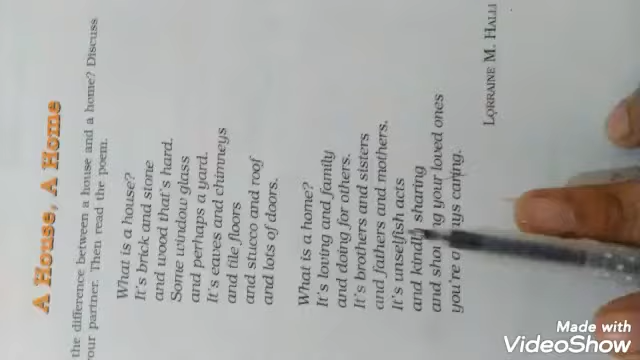 A House, A Home
the difference between a house and a home? Discuss
your partner. Then read the poem.
What is a house?
It's brick and stone
and wood that's hard.
Some window glass
and perhaps a yard.
It's eaves and chimneys
and tile floors
and stucco and roof
and lots of doors.
What is a home?
It's loving and family
and doing for others.
It's brothers and sisters
and fathers and mothers.
It's unselfish acts
and kindly sharing
and your loved ones
you're caring.
LORRAINE M. HALLI
Made with
VideoShow